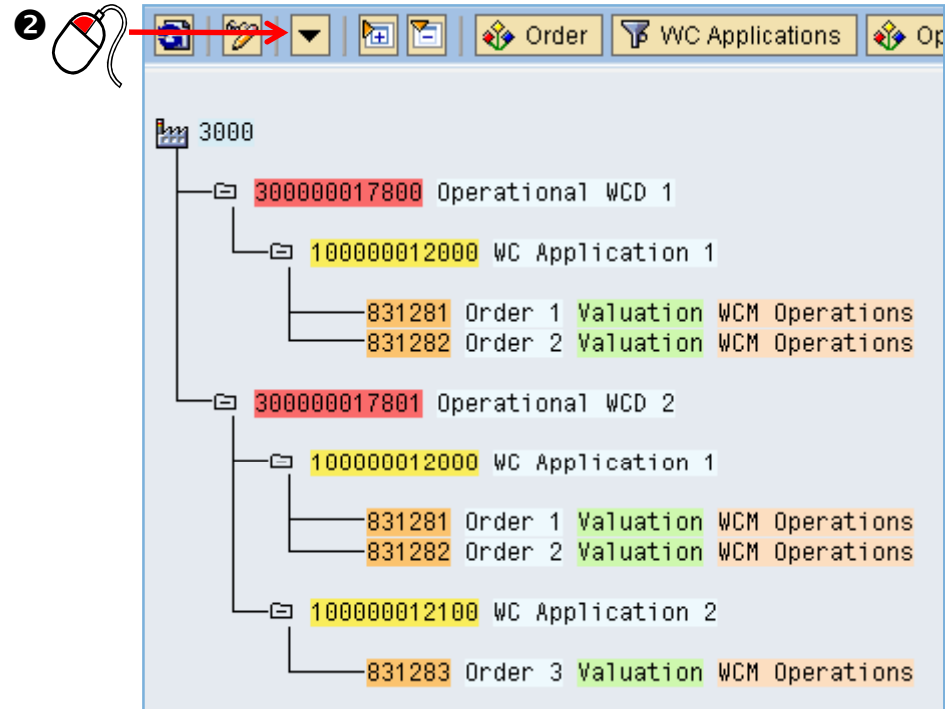 ❷
Order WC Applications Op
3000
300000017800 Operational WCD 1
100000012000 WC Application 1
831281 Order 1 Valuation WCM Operations
831282 Order 2 Valuation WCM Operations
300000017801 Operational WCD 2
100000012000 WC Application 1
831281 Order 1 Valuation WCM Operations
831282 Order 2 Valuation WCM Operations
100000012100 WC Application 2
831283 Order 3 Valuation WCM Operations